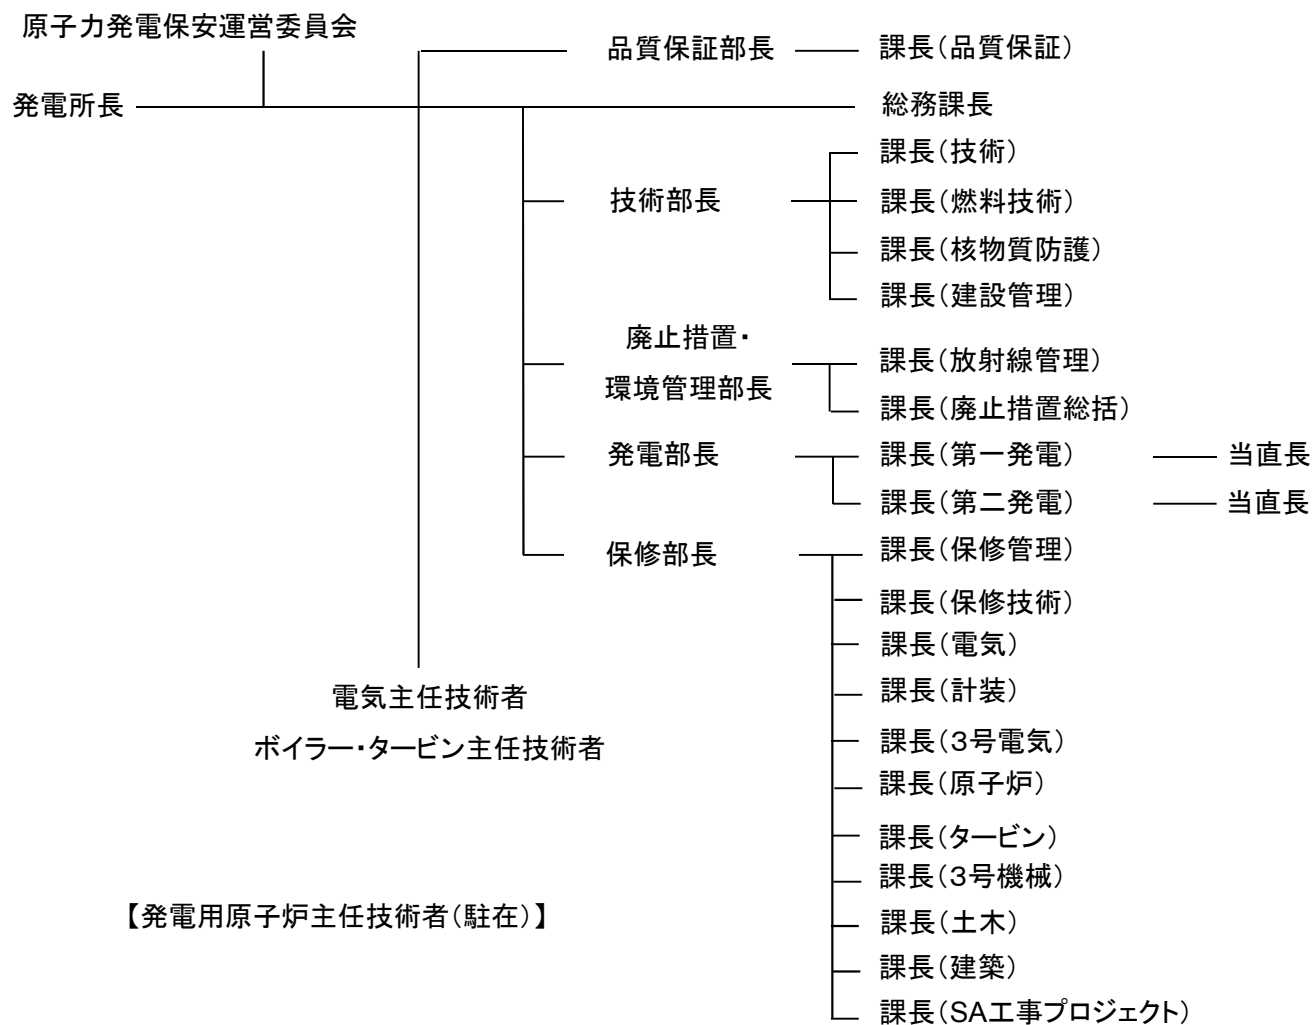 原子力発電保安運営委員会
品質保証部長
課長(品質保証)
発電所長
総務課長
課長(技術)
技術部長
課長(燃料技術)
課長(核物質防護)
課長(建設管理)
廃止措置・
環境管理部長
課長(放射線管理)
課長(廃止措置総括)
発電部長
課長(第一発電)
当直長
課長(第二発電)
当直長
保修部長
課長(保修管理)
課長(保修技術)
課長(電気)
課長(計装)
課長(3号電気)
課長(原子炉)
課長(タービン)
課長(3号機械)
課長(土木)
課長(建築)
課長(SA工事プロジェクト)
電気主任技術者
ボイラー・タービン主任技術者
【発電用原子炉主任技術者(駐在)】